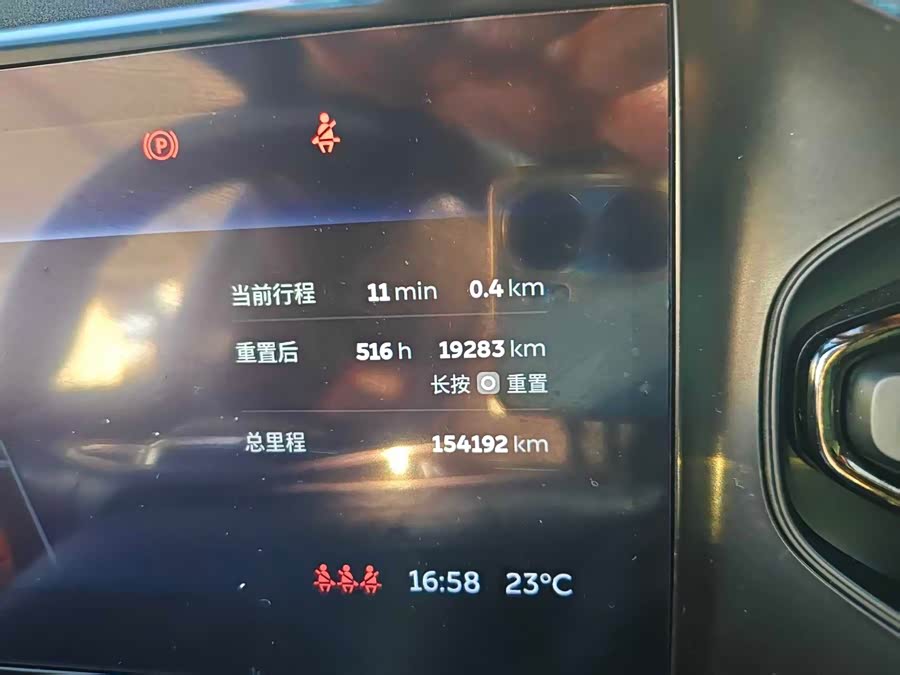 P
当前行程 11 min 0.4 km
重置后 516 h 19283 km
长按 重置
总里程 154192 km
16:58 23°C